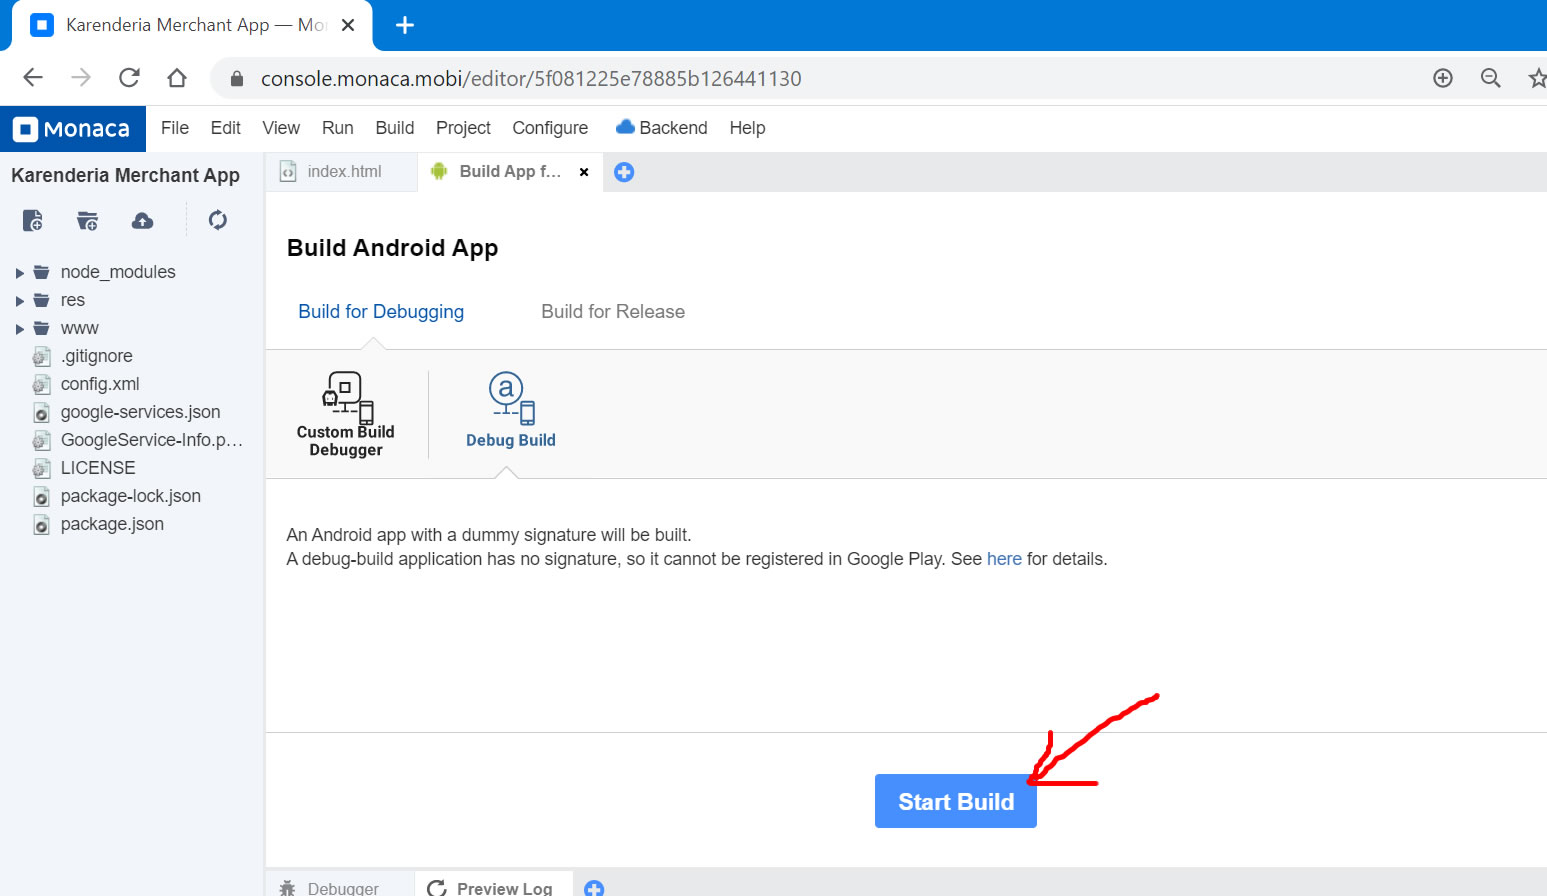 Karenderia Merchant App — Mo
console.monaca.mobi/editor/5f081225e78885b126441130
Monaca File Edit View Run Build Project Configure Backend Help
Karenderia Merchant App
index.html Build App f... +
node_modules
res
www
.gitignore
config.xml
google-services.json
GoogleService-Info.p...
LICENSE
package-lock.json
package.json
Build Android App
Build for Debugging Build for Release
Custom Build
Debugger
Debug Build
An Android app with a dummy signature will be built.
A debug-build application has no signature, so it cannot be registered in Google Play. See here for details.
Start Build
Debugger Preview Log